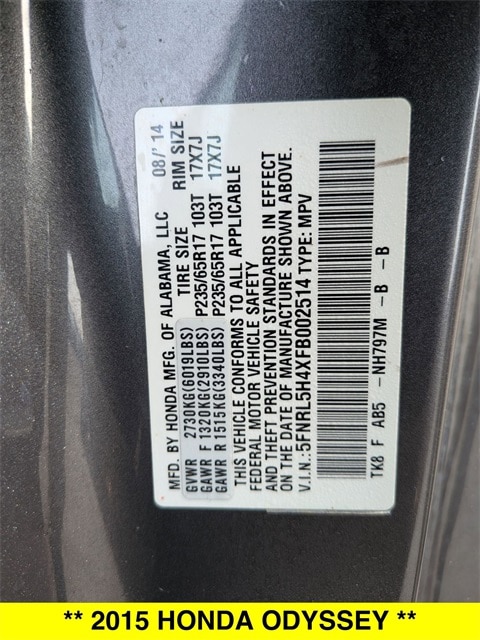 MFD. BY HONDA MFG. OF ALABAMA, LLC 08/'14
TIRE SIZE RIM SIZE
GVWR 2730KG(6019LBS)
GAWR F 1320KG(2910LBS) P235/65R17 103T 17X7J
GAWR R 1515KG(3340LBS) P235/65R17 103T 17X7J
THIS VEHICLE CONFORMS TO ALL APPLICABLE
FEDERAL MOTOR VEHICLE SAFETY
AND THEFT PREVENTION STANDARDS IN EFFECT
ON THE DATE OF MANUFACTURE SHOWN ABOVE.
V.I.N.: 5FNRL5H4XFB002514 TYPE: MPV
TK8 F AB5 -NH797M -B -B
** 2015 HONDA ODYSSEY **